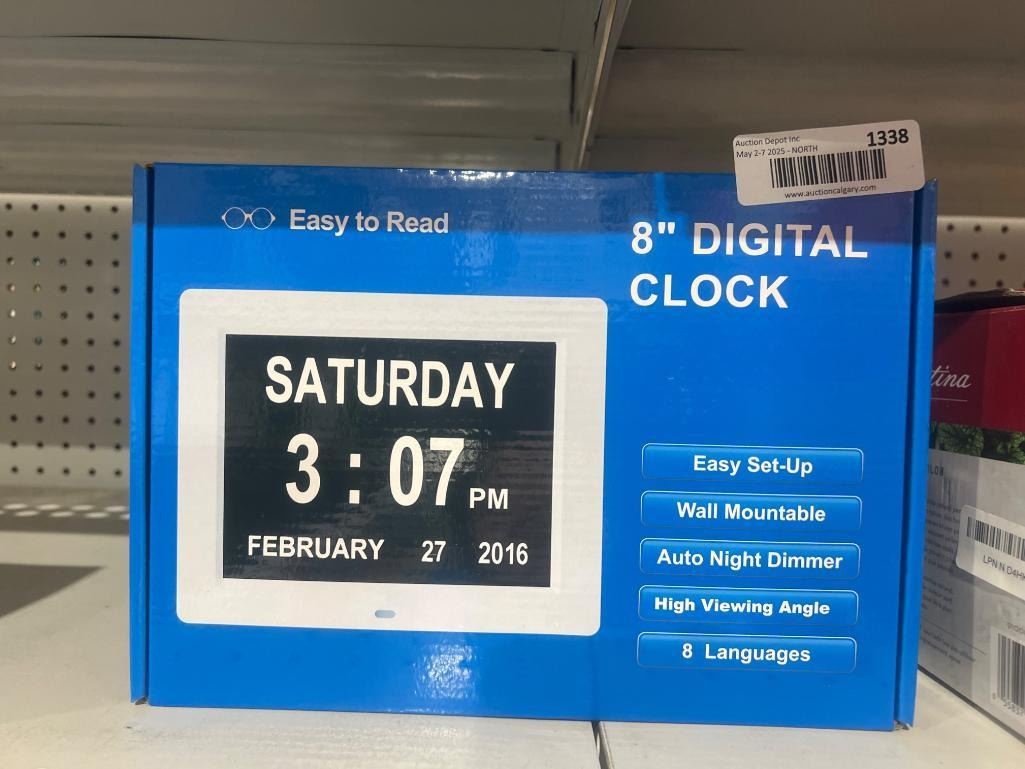 Auction Depot Inc
1338
May 2-7 2025 - NORTH
www.auctioncalgary.com
Easy to Read
8" DIGITAL
CLOCK
SATURDAY
3 : 07 PM
FEBRUARY 27 2016
Easy Set-Up
Wall Mountable
Auto Night Dimmer
High Viewing Angle
8 Languages
tina